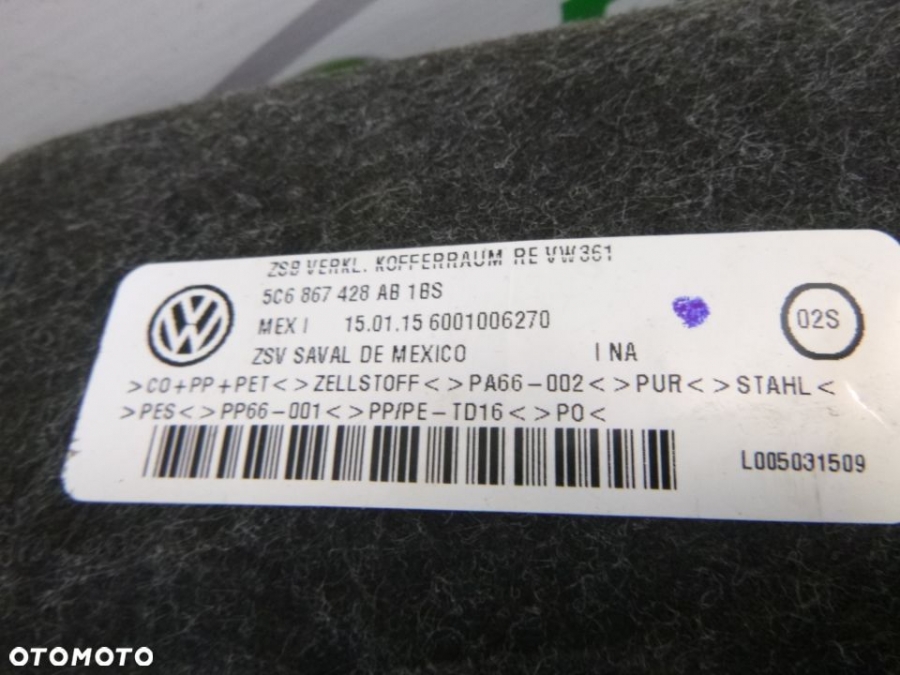 ZSB VERKL. KOFFERRAUM RE VW361
5C6 867 428 AB 1BS
MEX I 15.01.15 6001006270
ZSV SAVAL DE MEXICO I NA
02S
>CO+PP+PET<>ZELLSTOFF<>PA66-002<>PUR<>STAHL<
>PES<>PP66-001<>PP/PE-TD16<>PO<
L005031509
OTOMOTO